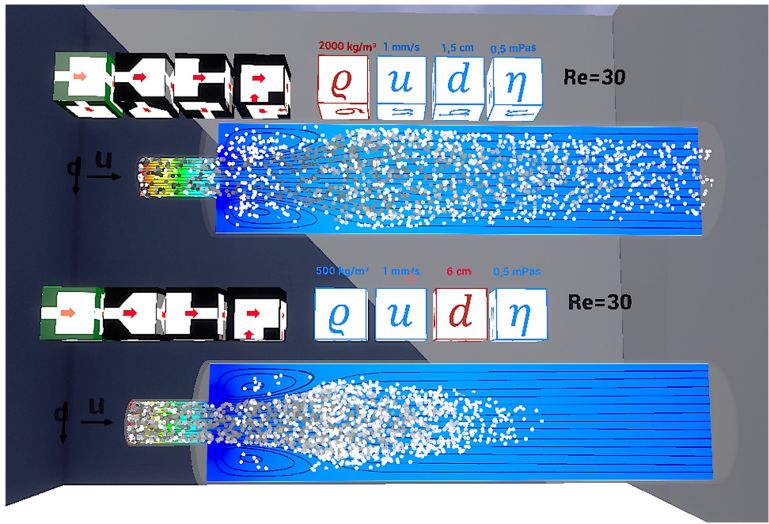 2000 kg/m³ 1 mm/s 1,5 cm 0,5 mPas
ϱ u d η Re=30
d u
500 kg/m³ 1 mm/s 6 cm 0,5 mPas
ϱ u d η Re=30
d u